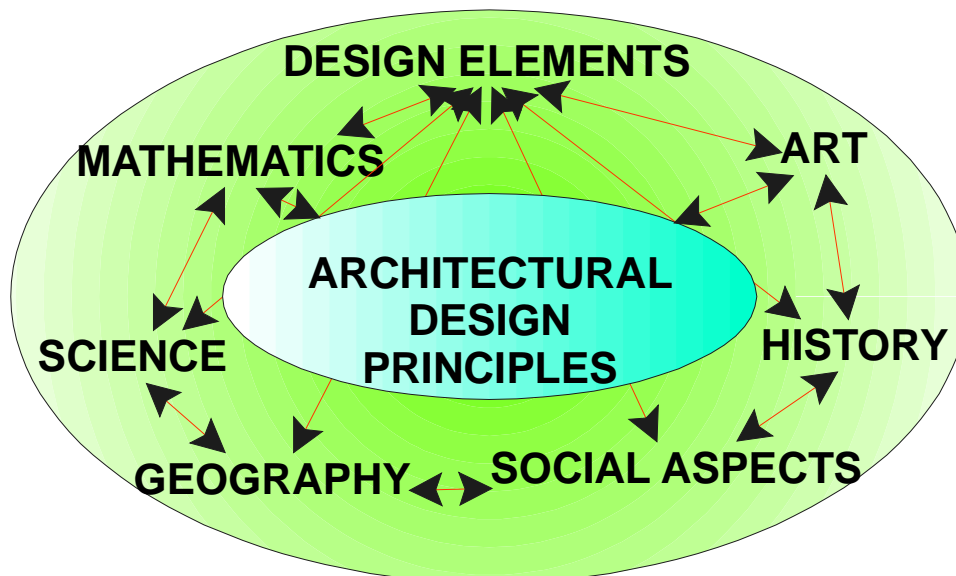 DESIGN ELEMENTS
MATHEMATICS
ART
ARCHITECTURAL
DESIGN
PRINCIPLES
SCIENCE
HISTORY
GEOGRAPHY
SOCIAL ASPECTS